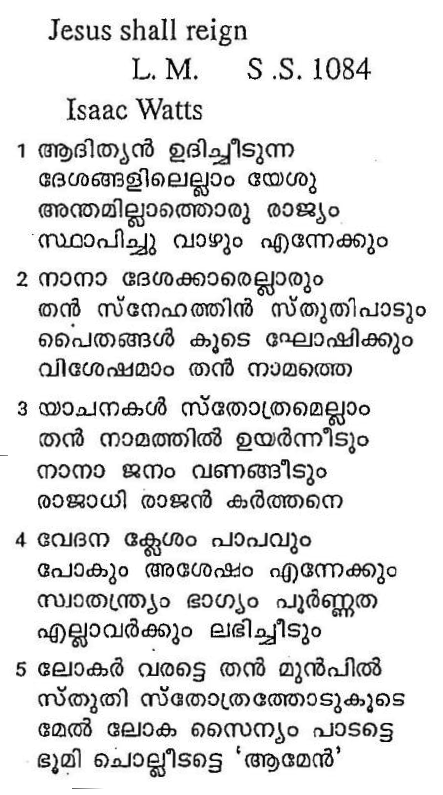 Jesus shall reign
L. M. S .S. 1084
Isaac Watts
1 ആദിത്യൻ ഉദിച്ചീടുന്ന
ദേശങ്ങളിലെല്ലാം യേശു
അന്തമില്ലാത്തൊരു രാജ്യം
സ്ഥാപിച്ചു വാഴും എന്നേക്കും
2 നാനാ ദേശക്കാരെല്ലാരും
തൻ സ്നേഹത്തിൻ സ്തുതിപാടും
പൈതങ്ങൾ കൂടെ ഘോഷിക്കും
വിശേഷമാം തൻ നാമത്തെ
3 യാചനകൾ സ്തോത്രമെല്ലാം
തൻ നാമത്തിൽ ഉയർന്നീടും
നാനാ ജനം വണങ്ങീടും
രാജാധി രാജൻ കർത്തനെ
4 വേദന ക്ലേശം പാപവും
പോകും അശേഷം എന്നേക്കും
സ്വാതന്ത്ര്യം ഭാഗ്യം പൂർണ്ണത
എല്ലാവർക്കും ലഭിച്ചീടും
5 ലോകർ വരട്ടെ തൻ മുൻപിൽ
സ്തുതി സ്തോത്രത്തോടുകൂടെ
മേൽ ലോക സൈന്യം പാടട്ടെ
ഭൂമി ചൊല്ലീടട്ടെ ‘ആമേൻ’